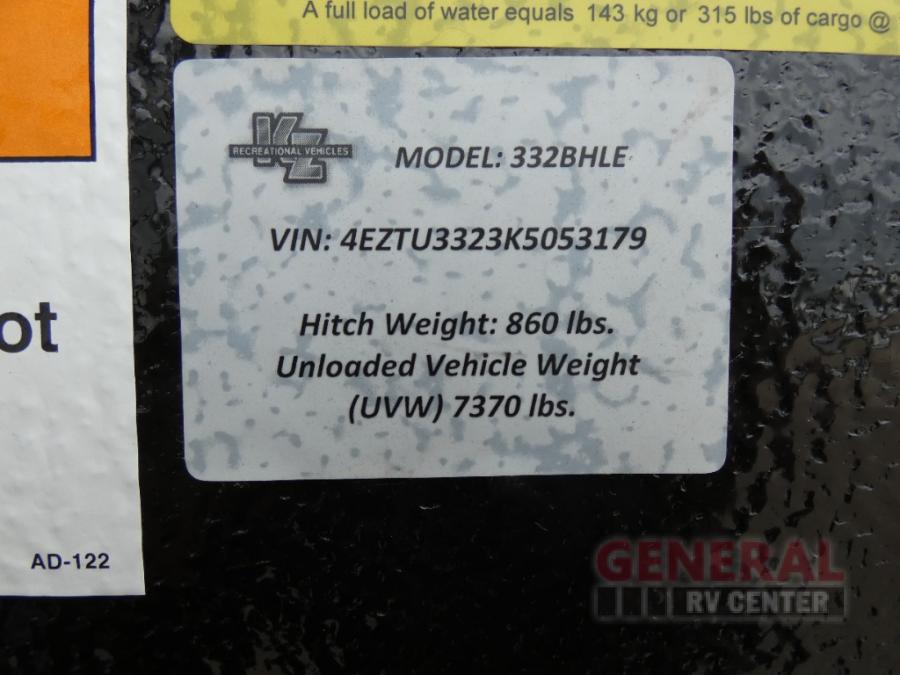 A full load of water equals 143 kg or 315 lbs of cargo @
KZ
RECREATIONAL VEHICLES
MODEL: 332BHLE
VIN: 4EZTU3323K5053179
Hitch Weight: 860 lbs.
Unloaded Vehicle Weight
(UVW) 7370 lbs.
ot
AD-122
GENERAL
RV CENTER